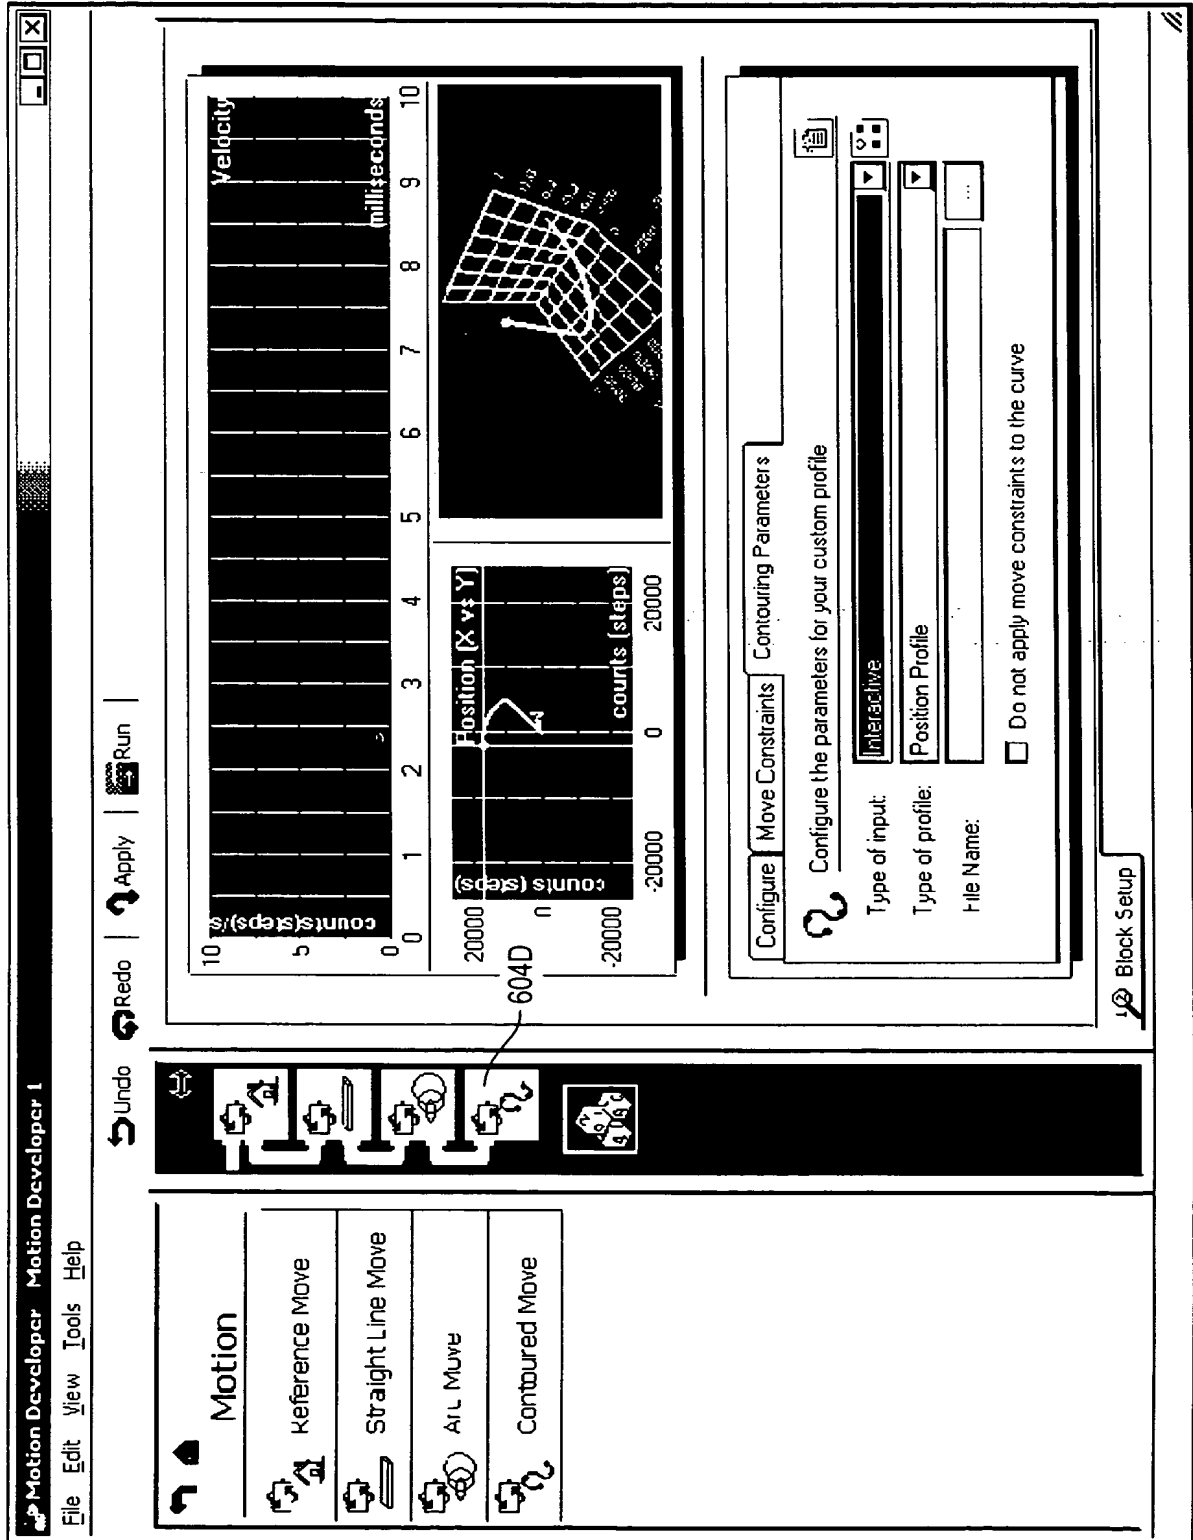 Motion Developer   Motion Developer 1
File Edit View Tools Help
Undo Redo Apply Run
Motion
Reference Move
Straight Line Move
Arc Move
Contoured Move
604D
Velocity
counts(steps)/s
(milliseconds
10
5
0
0 1 2 3 4 5 6 7 8 9 10
Position (X vs Y)
counts (steps)
counts (steps)
20000
0
-20000
-20000 0 20000
Configure Move Constraints Contouring Parameters
Configure the parameters for your custom profile
Type of input: Interactive
Type of profile: Position Profile
File Name: ...
Do not apply move constraints to the curve
Block Setup